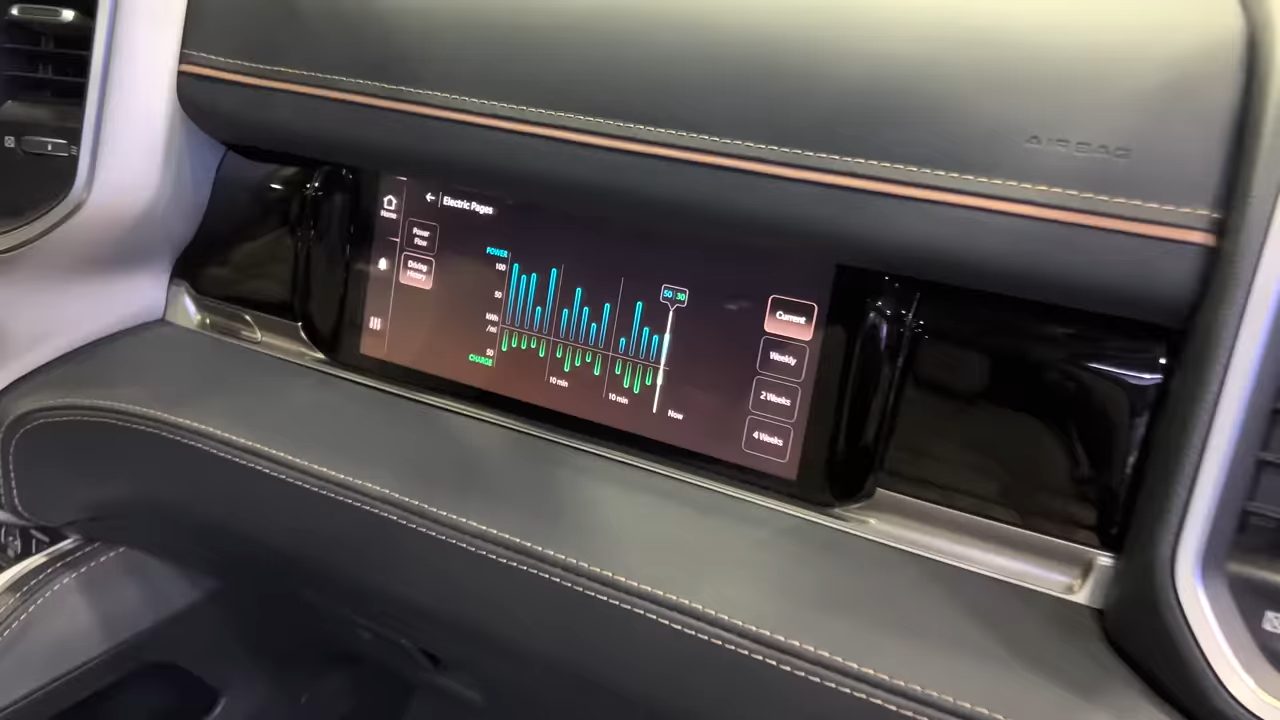 AIRBAG
Electric Pages
Home
Power
Flow
Driving
History
POWER
100
50
kWh
/mi
50
CHARGE
10 min
10 min
Now
50 30
Current
Weekly
2 Weeks
4 Weeks